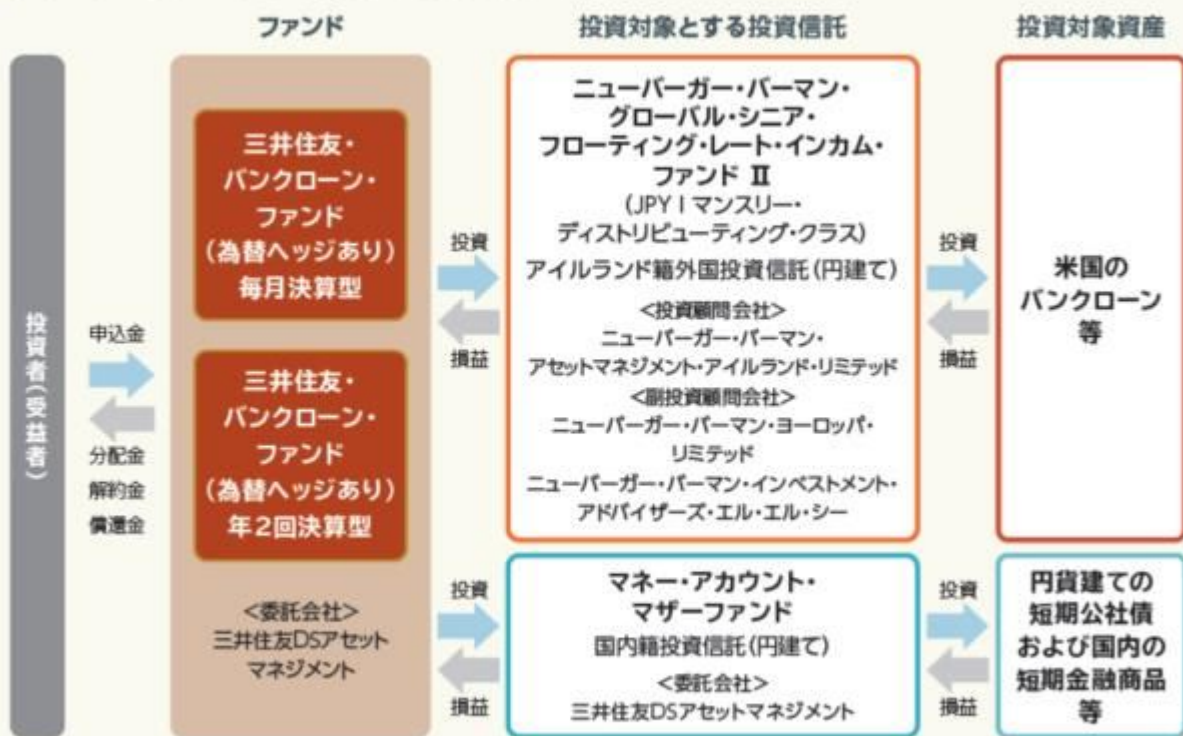 ファンド
投資対象とする投資信託
投資対象資産
投資者(受益者)
申込金
分配金
解約金
償還金
三井住友・
バンクローン・
ファンド
(為替ヘッジあり)
毎月決算型
三井住友・
バンクローン・
ファンド
(為替ヘッジあり)
年2回決算型
<委託会社>
三井住友DSアセット
マネジメント
投資
損益
ニューバーガー・バーマン・
グローバル・シニア・
フローティング・レート・インカム・
ファンド Ⅱ
(JPY I マンスリー・
ディストリビューティング・クラス)
アイルランド籍外国投資信託(円建て)
<投資顧問会社>
ニューバーガー・バーマン・
アセットマネジメント・アイルランド・リミテッド
<副投資顧問会社>
ニューバーガー・バーマン・ヨーロッパ・
リミテッド
ニューバーガー・バーマン・インベストメント・
アドバイザーズ・エル・エル・シー
投資
損益
米国の
バンクローン
等
投資
損益
マネー・アカウント・
マザーファンド
国内籍投資信託(円建て)
<委託会社>
三井住友DSアセットマネジメント
投資
損益
円貨建ての
短期公社債
および国内の
短期金融商品
等